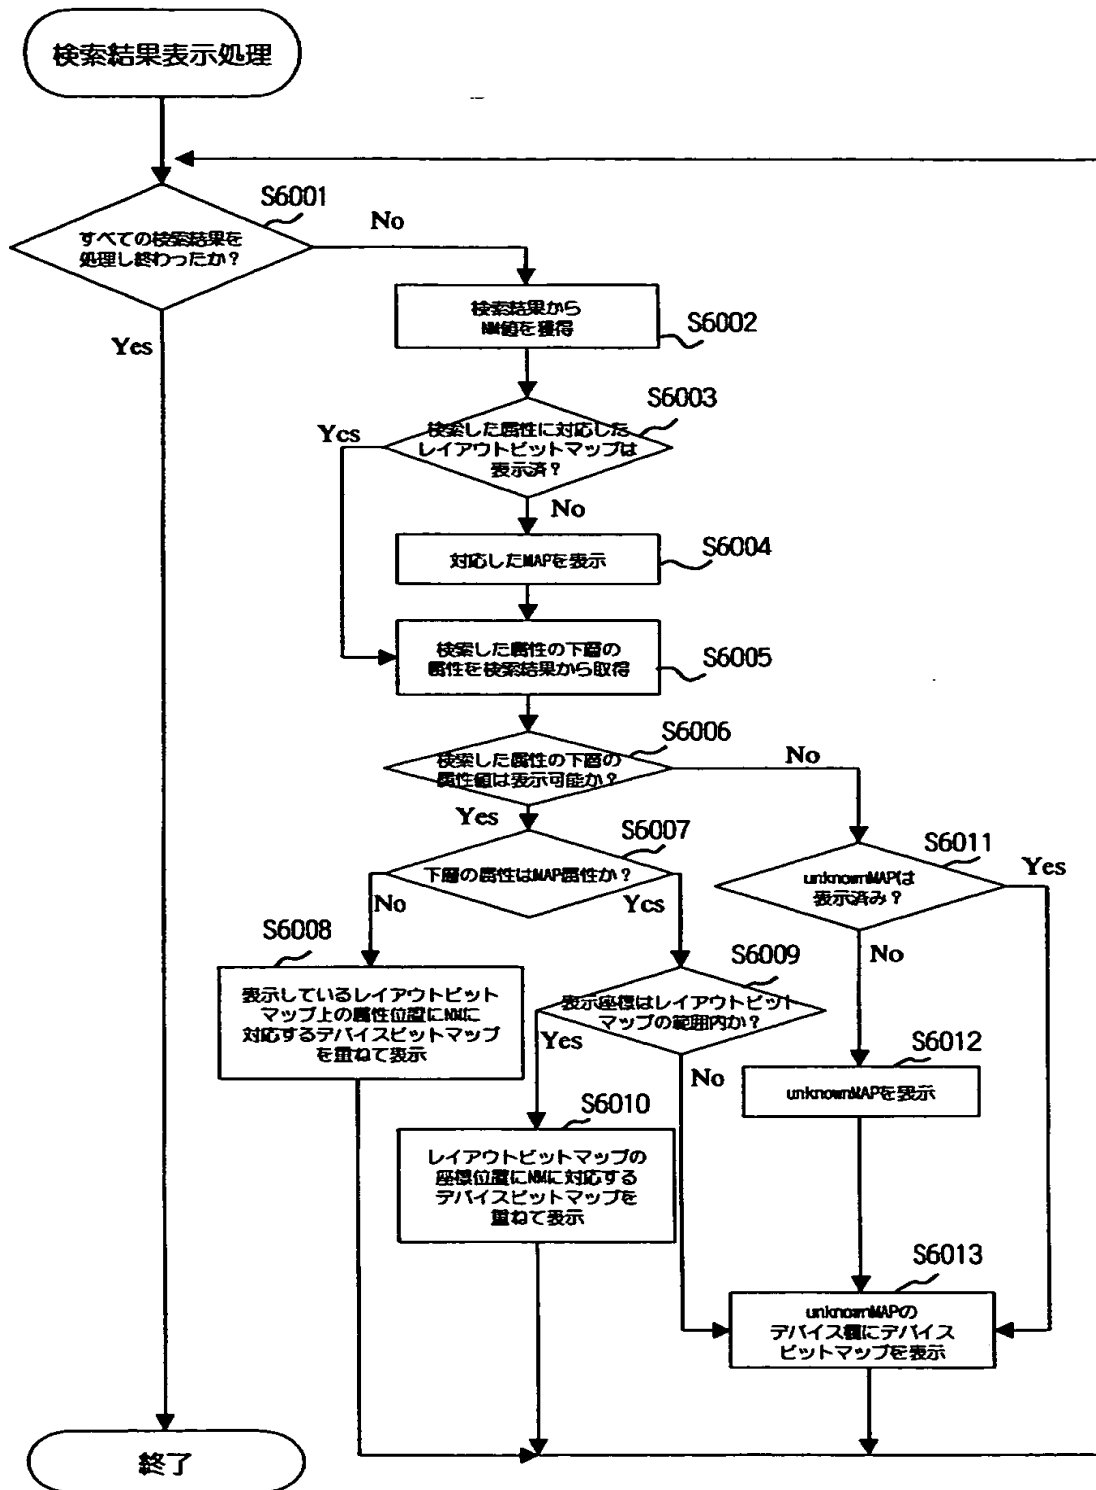 検索結果表示処理
S6001
すべての検索結果を
処理し終わったか？
No
Yes
検索結果から
NM値を獲得
S6002
S6003
検索した属性に対応した
レイアウトビットマップは
表示済？
Yes
No
対応したMAPを表示
S6004
検索した属性の下層の
属性を検索結果から取得
S6005
S6006
検索した属性の下層の
属性値は表示可能か？
No
Yes
S6007
下層の属性はMAP属性か？
No
Yes
S6011
unknownMAPは
表示済み？
Yes
No
S6008
表示しているレイアウトビット
マップ上の属性位置にNMに
対応するデバイスビットマップ
を重ねて表示
S6009
表示座標はレイアウトビット
マップの範囲内か？
Yes
No
S6012
unknownMAPを表示
S6010
レイアウトビットマップの
座標位置にNMに対応する
デバイスビットマップを
重ねて表示
S6013
unknownMAPの
デバイス欄にデバイス
ビットマップを表示
終了